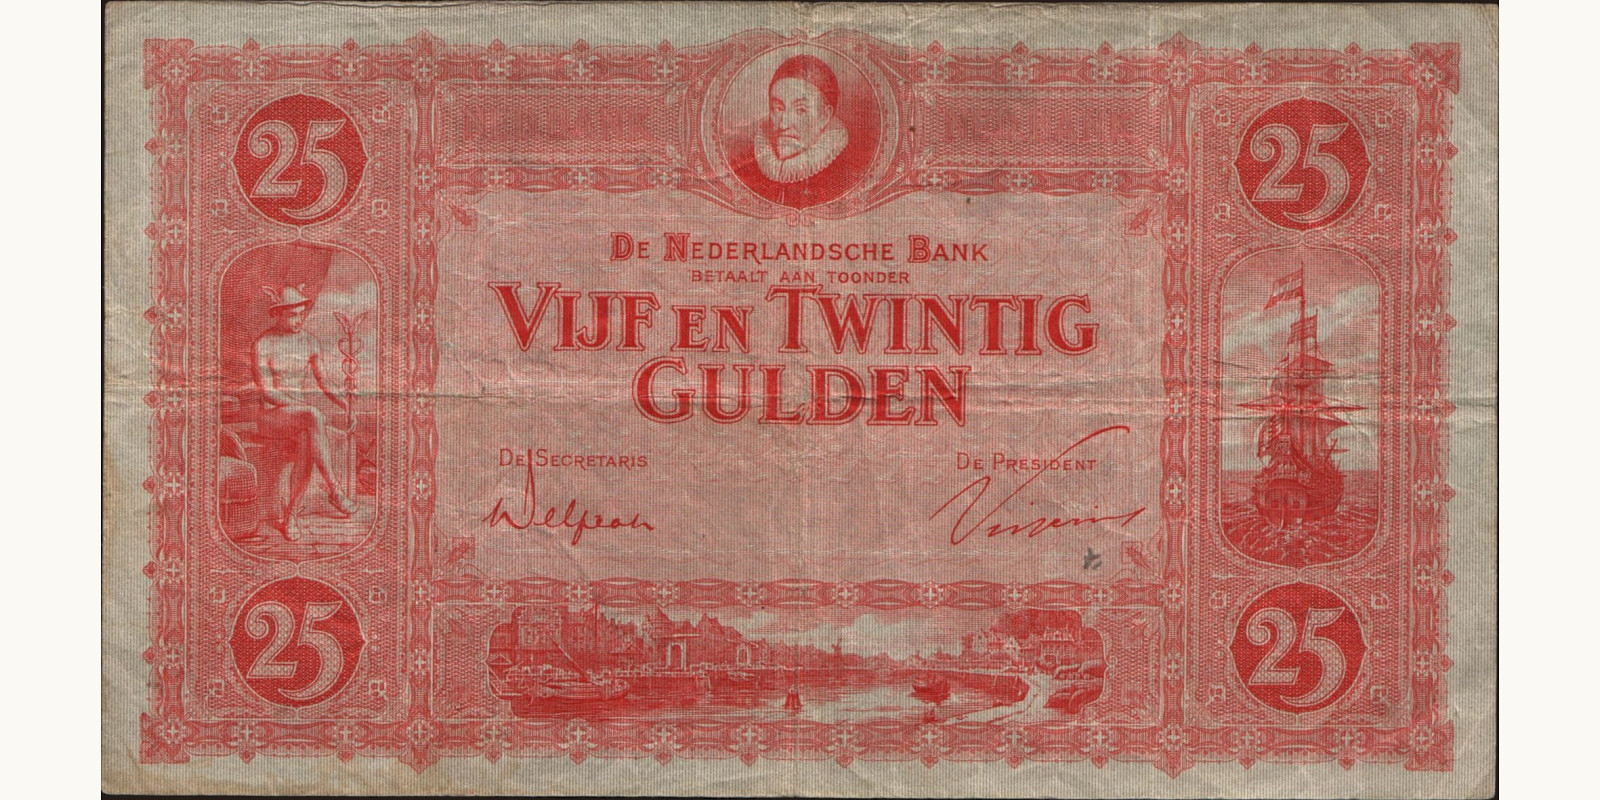 25
25
De Nederlandsche Bank
betaalt aan toonder
Vijf en Twintig
Gulden
De Secretaris
De President
25
25